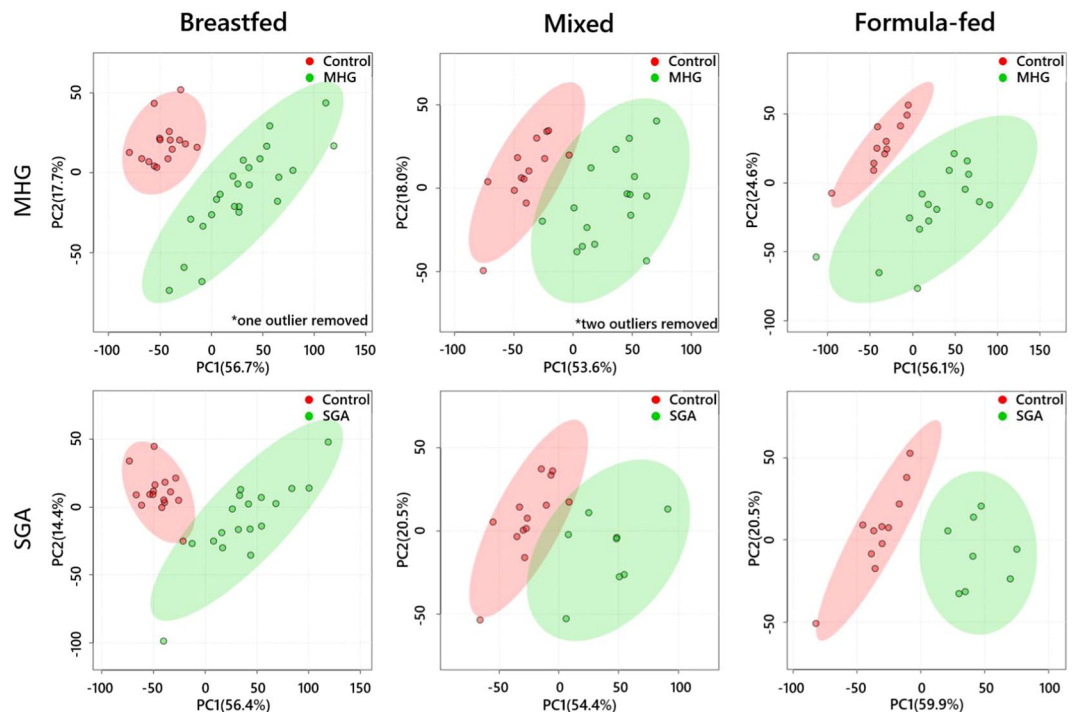 Breastfed
Mixed
Formula-fed
MHG
PC2(17.7%)
50
0
-50
Control
MHG
*one outlier removed
-100
-50
0
50
100
150
PC1(56.7%)
PC2(18.0%)
50
0
-50
Control
MHG
*two outliers removed
-100
-50
0
50
100
PC1(53.6%)
PC2(24.6%)
50
0
-50
-100
Control
MHG
-100
-50
0
50
100
150
PC1(56.1%)
SGA
PC2(14.4%)
50
0
-50
-100
Control
SGA
-100
-50
0
50
100
150
PC1(56.4%)
PC2(20.5%)
50
0
-50
Control
SGA
-100
-50
0
50
100
PC1(54.4%)
PC2(20.5%)
50
0
-50
Control
SGA
-100
-50
0
50
100
PC1(59.9%)